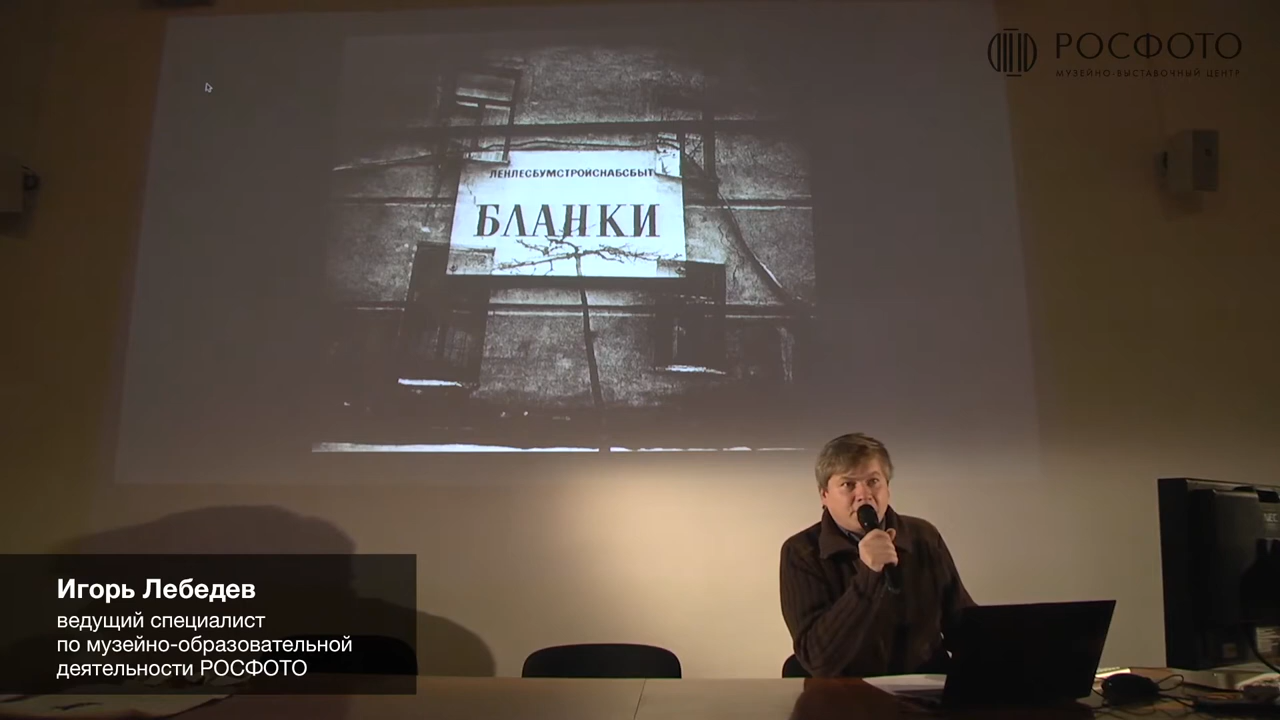 РОСФОТО
МУЗЕЙНО-ВЫСТАВОЧНЫЙ ЦЕНТР
ЛЕНЛЕСБУМСТРОЙСНАБСБЫТ
БЛАНКИ
Игорь Лебедев
ведущий специалист
по музейно-образовательной
деятельности РОСФОТО